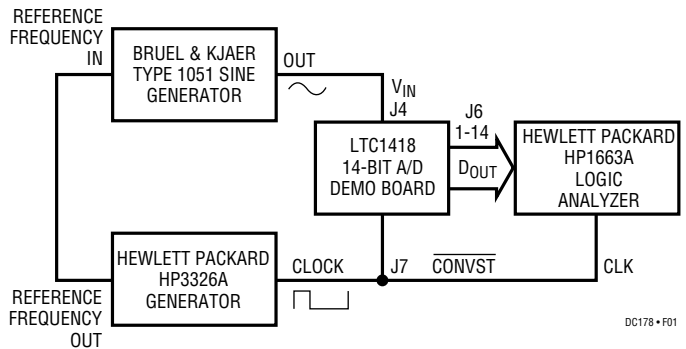 REFERENCE
FREQUENCY
IN
BRUEL & KJAER
TYPE 1051 SINE
GENERATOR
OUT
VIN
J4
J6
1-14
LTC1418
14-BIT A/D
DEMO BOARD
DOUT
HEWLETT PACKARD
HP1663A
LOGIC
ANALYZER
HEWLETT PACKARD
HP3326A
GENERATOR
CLOCK
J7
CONVST
CLK
REFERENCE
FREQUENCY
OUT
DC178 • F01